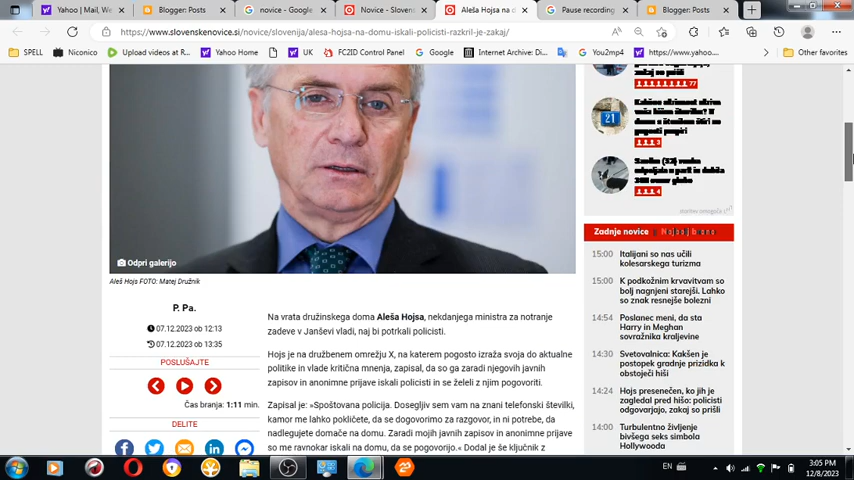 Yahoo | Mail, We
Blogger: Posts
novice - Google
Novice - Slovens
Aleša Hojsa na d
Pause recording
Blogger: Posts
https://www.slovenskenovice.si/novice/slovenija/alesa-hojsa-na-domu-iskali-policisti-razkril-je-zakaj/
SPELL
Niconico
Upload videos at R...
Yahoo Home
UK
FC2ID Control Panel
Google
Internet Archive: Di...
You2mp4
https://www.yahoo....
Other favorites
77
21
3
4
Odpri galerijo
Aleš Hojs FOTO: Matej Družnik
P. Pa.
07.12.2023 ob 12:13
07.12.2023 ob 13:35
POSLUŠAJTE
Čas branja: 1:11 min.
DELITE
Na vrata družinskega doma Aleša Hojsa, nekdanjega ministra za notranje
zadeve v Janševi vladi, naj bi potrkali policisti.
Hojs je na družbenem omrežju X, na katerem pogosto izraža svoja do aktualne
politike in vlade kritična mnenja, zapisal, da so ga zaradi njegovih javnih
zapisov in anonimne prijave iskali policisti in se želeli z njim pogovoriti.
Zapisal je: »Spoštovana policija. Dosegljiv sem vam na znani telefonski številki,
kamor me lahko pokličete, da se dogovorimo za razgovor, in ni potrebe, da
nadlegujete domače na domu. Zaradi mojih javnih zapisov in anonimne prijave
so me ravnokar iskali na domu, da se pogovorijo.« Dodal je še ključnik z
Zadnje novice
15:00 Italijani so nas učili
kolesarskega turizma
15:00 K podkožnim krvavitvam so
bolj nagnjeni starejši. Lahko
so znak resnejše bolezni
14:54 Poslanec meni, da sta
Harry in Meghan
sovražnika kraljevine
14:30 Svetovalnica: Kakšen je
postopek gradnje prizidka k
obstoječi hiši
14:24 Hojs presenečen, ko jih je
zagledal pred hišo: policisti
odgovarjajo, zakaj so prišli
14:00 Turbulentno življenje
bivšega seks simbola
Hollywooda
EN
3:05 PM
12/8/2023